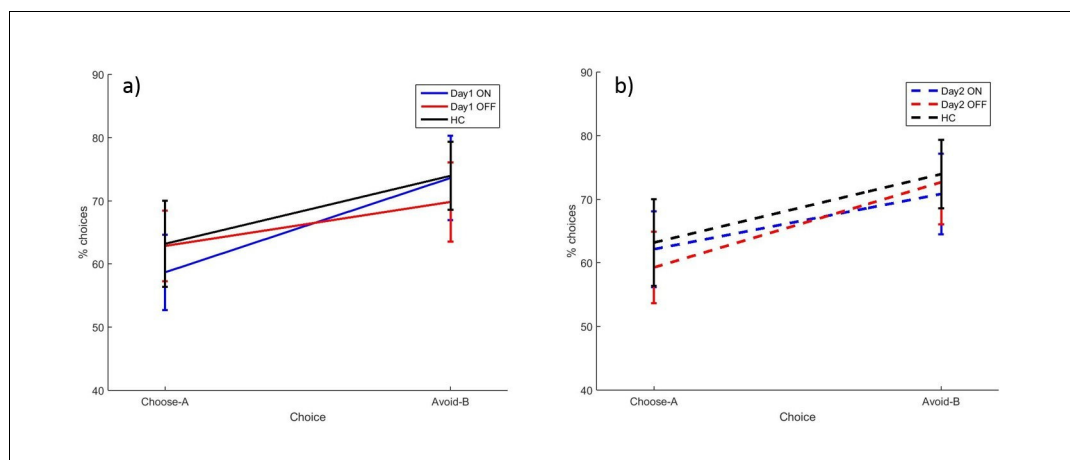 a)
Day1 ON
Day1 OFF
HC
90
80
70
60
50
40
% choices
Choose-A
Avoid-B
Choice
b)
Day2 ON
Day2 OFF
HC
90
80
70
60
50
40
% choices
Choose-A
Avoid-B
Choice